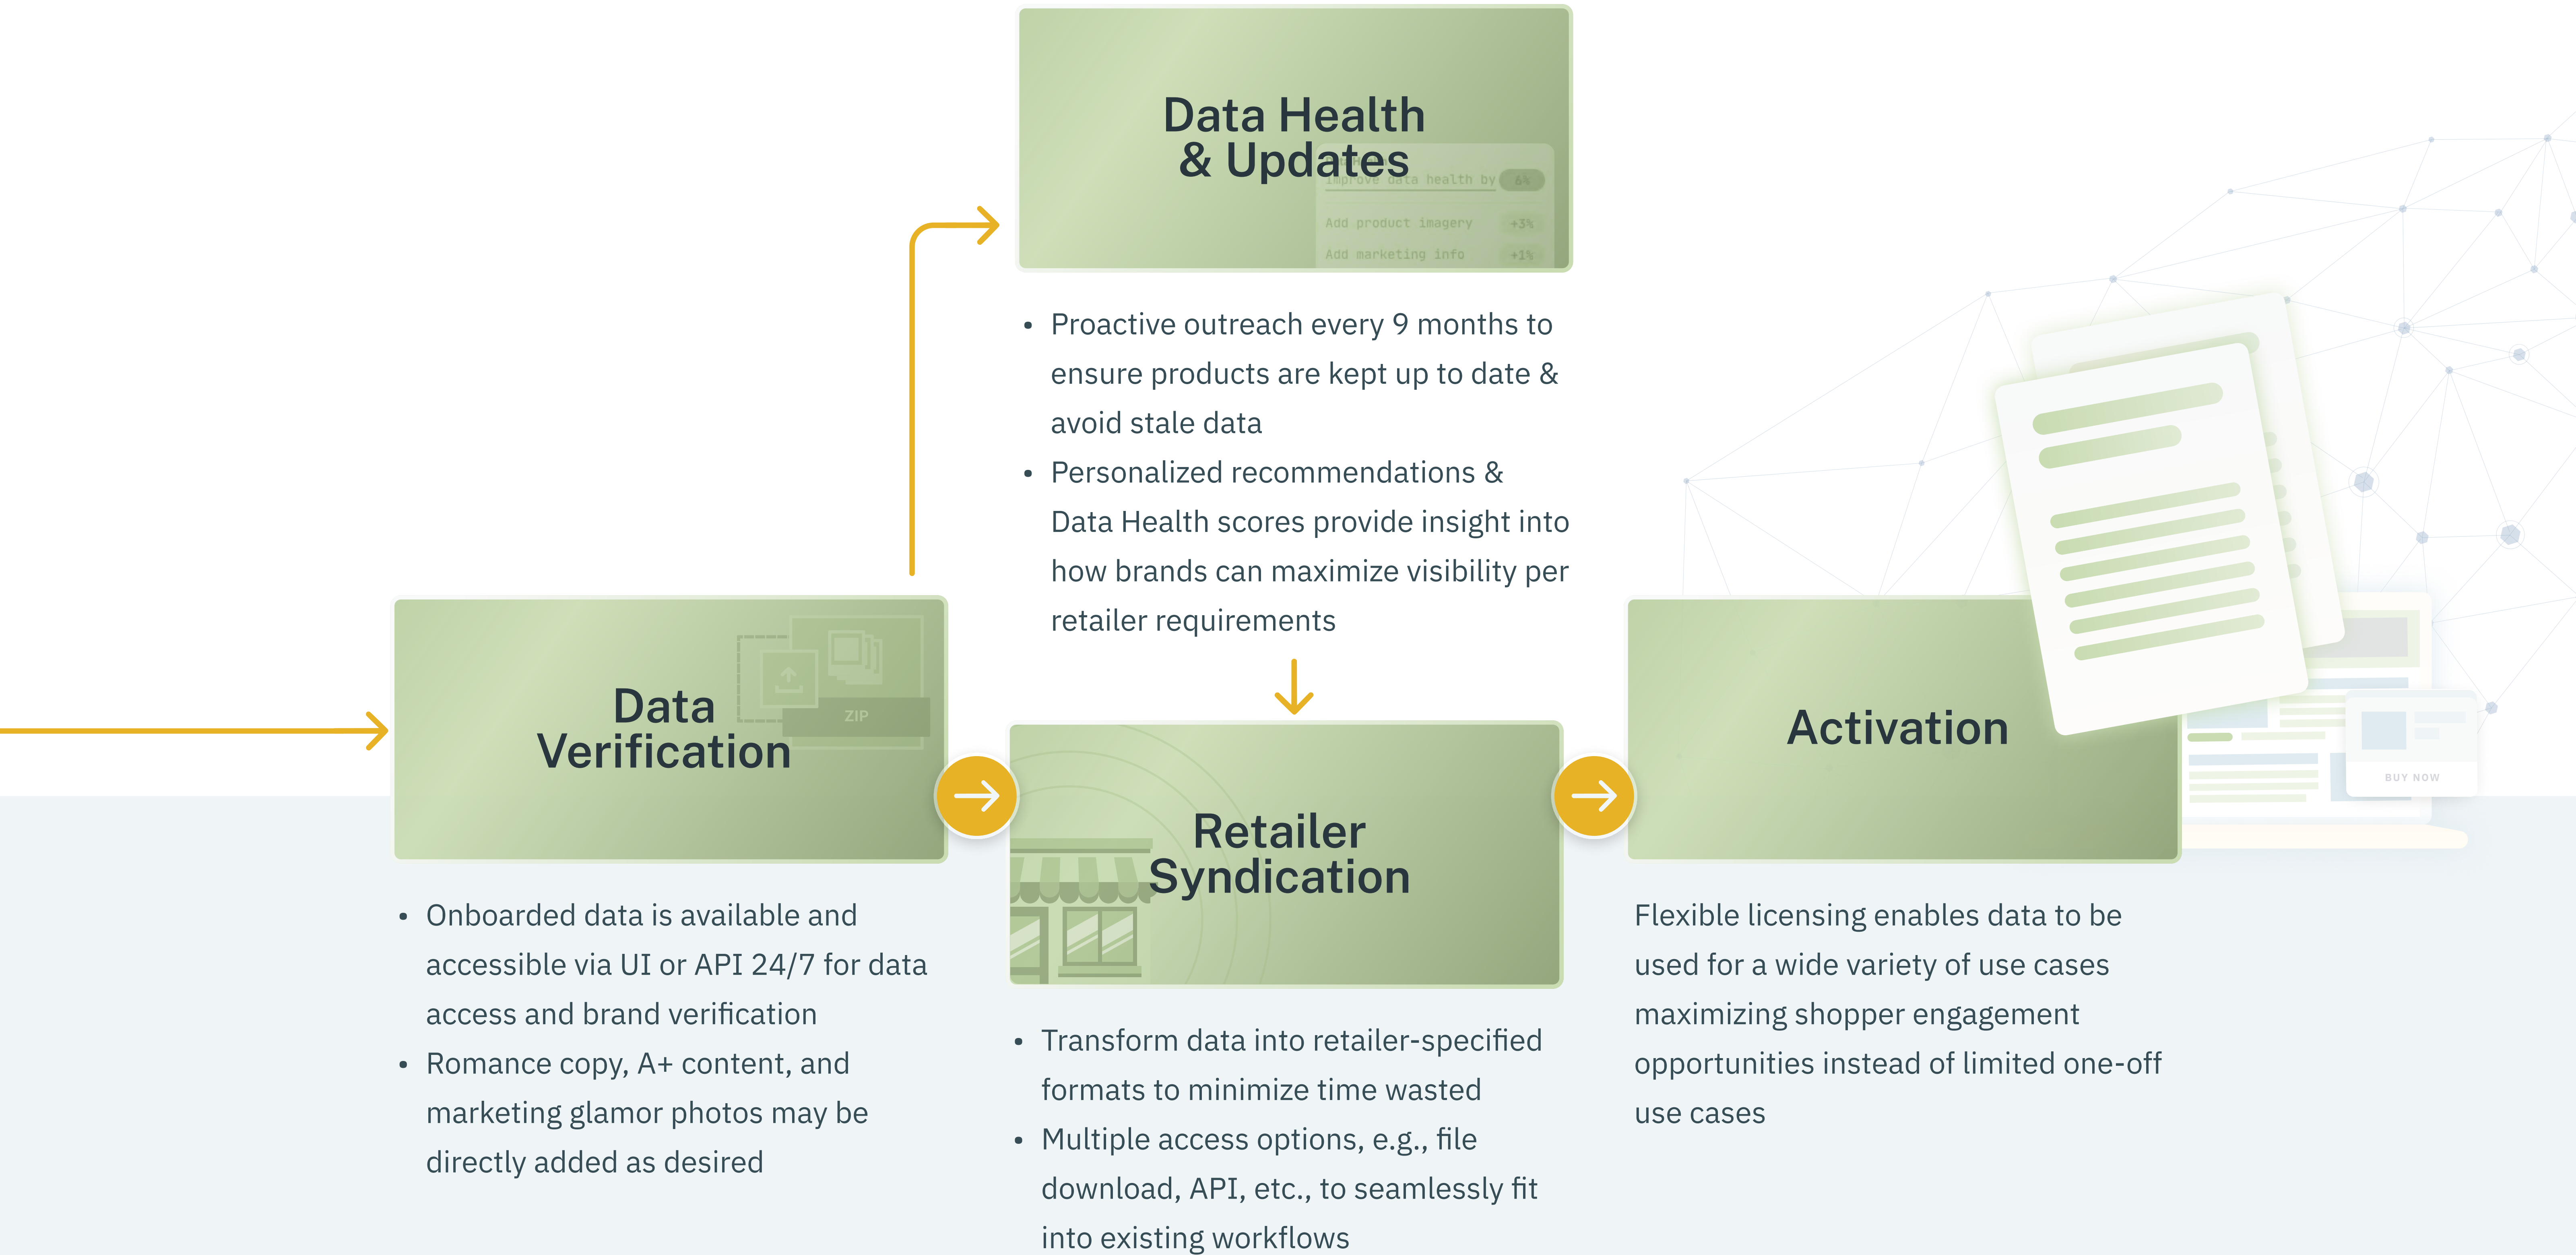 Data Health
& Updates
Improve data health by 6%
Add product imagery +3%
Add marketing info +1%
• Proactive outreach every 9 months to
ensure products are kept up to date &
avoid stale data
• Personalized recommendations &
Data Health scores provide insight into
how brands can maximize visibility per
retailer requirements
ZIP
Data
Verification
• Onboarded data is available and
accessible via UI or API 24/7 for data
access and brand verification
• Romance copy, A+ content, and
marketing glamor photos may be
directly added as desired
Retailer
Syndication
• Transform data into retailer-specified
formats to minimize time wasted
• Multiple access options, e.g., file
download, API, etc., to seamlessly fit
into existing workflows
Activation
BUY NOW
Flexible licensing enables data to be
used for a wide variety of use cases
maximizing shopper engagement
opportunities instead of limited one-off
use cases